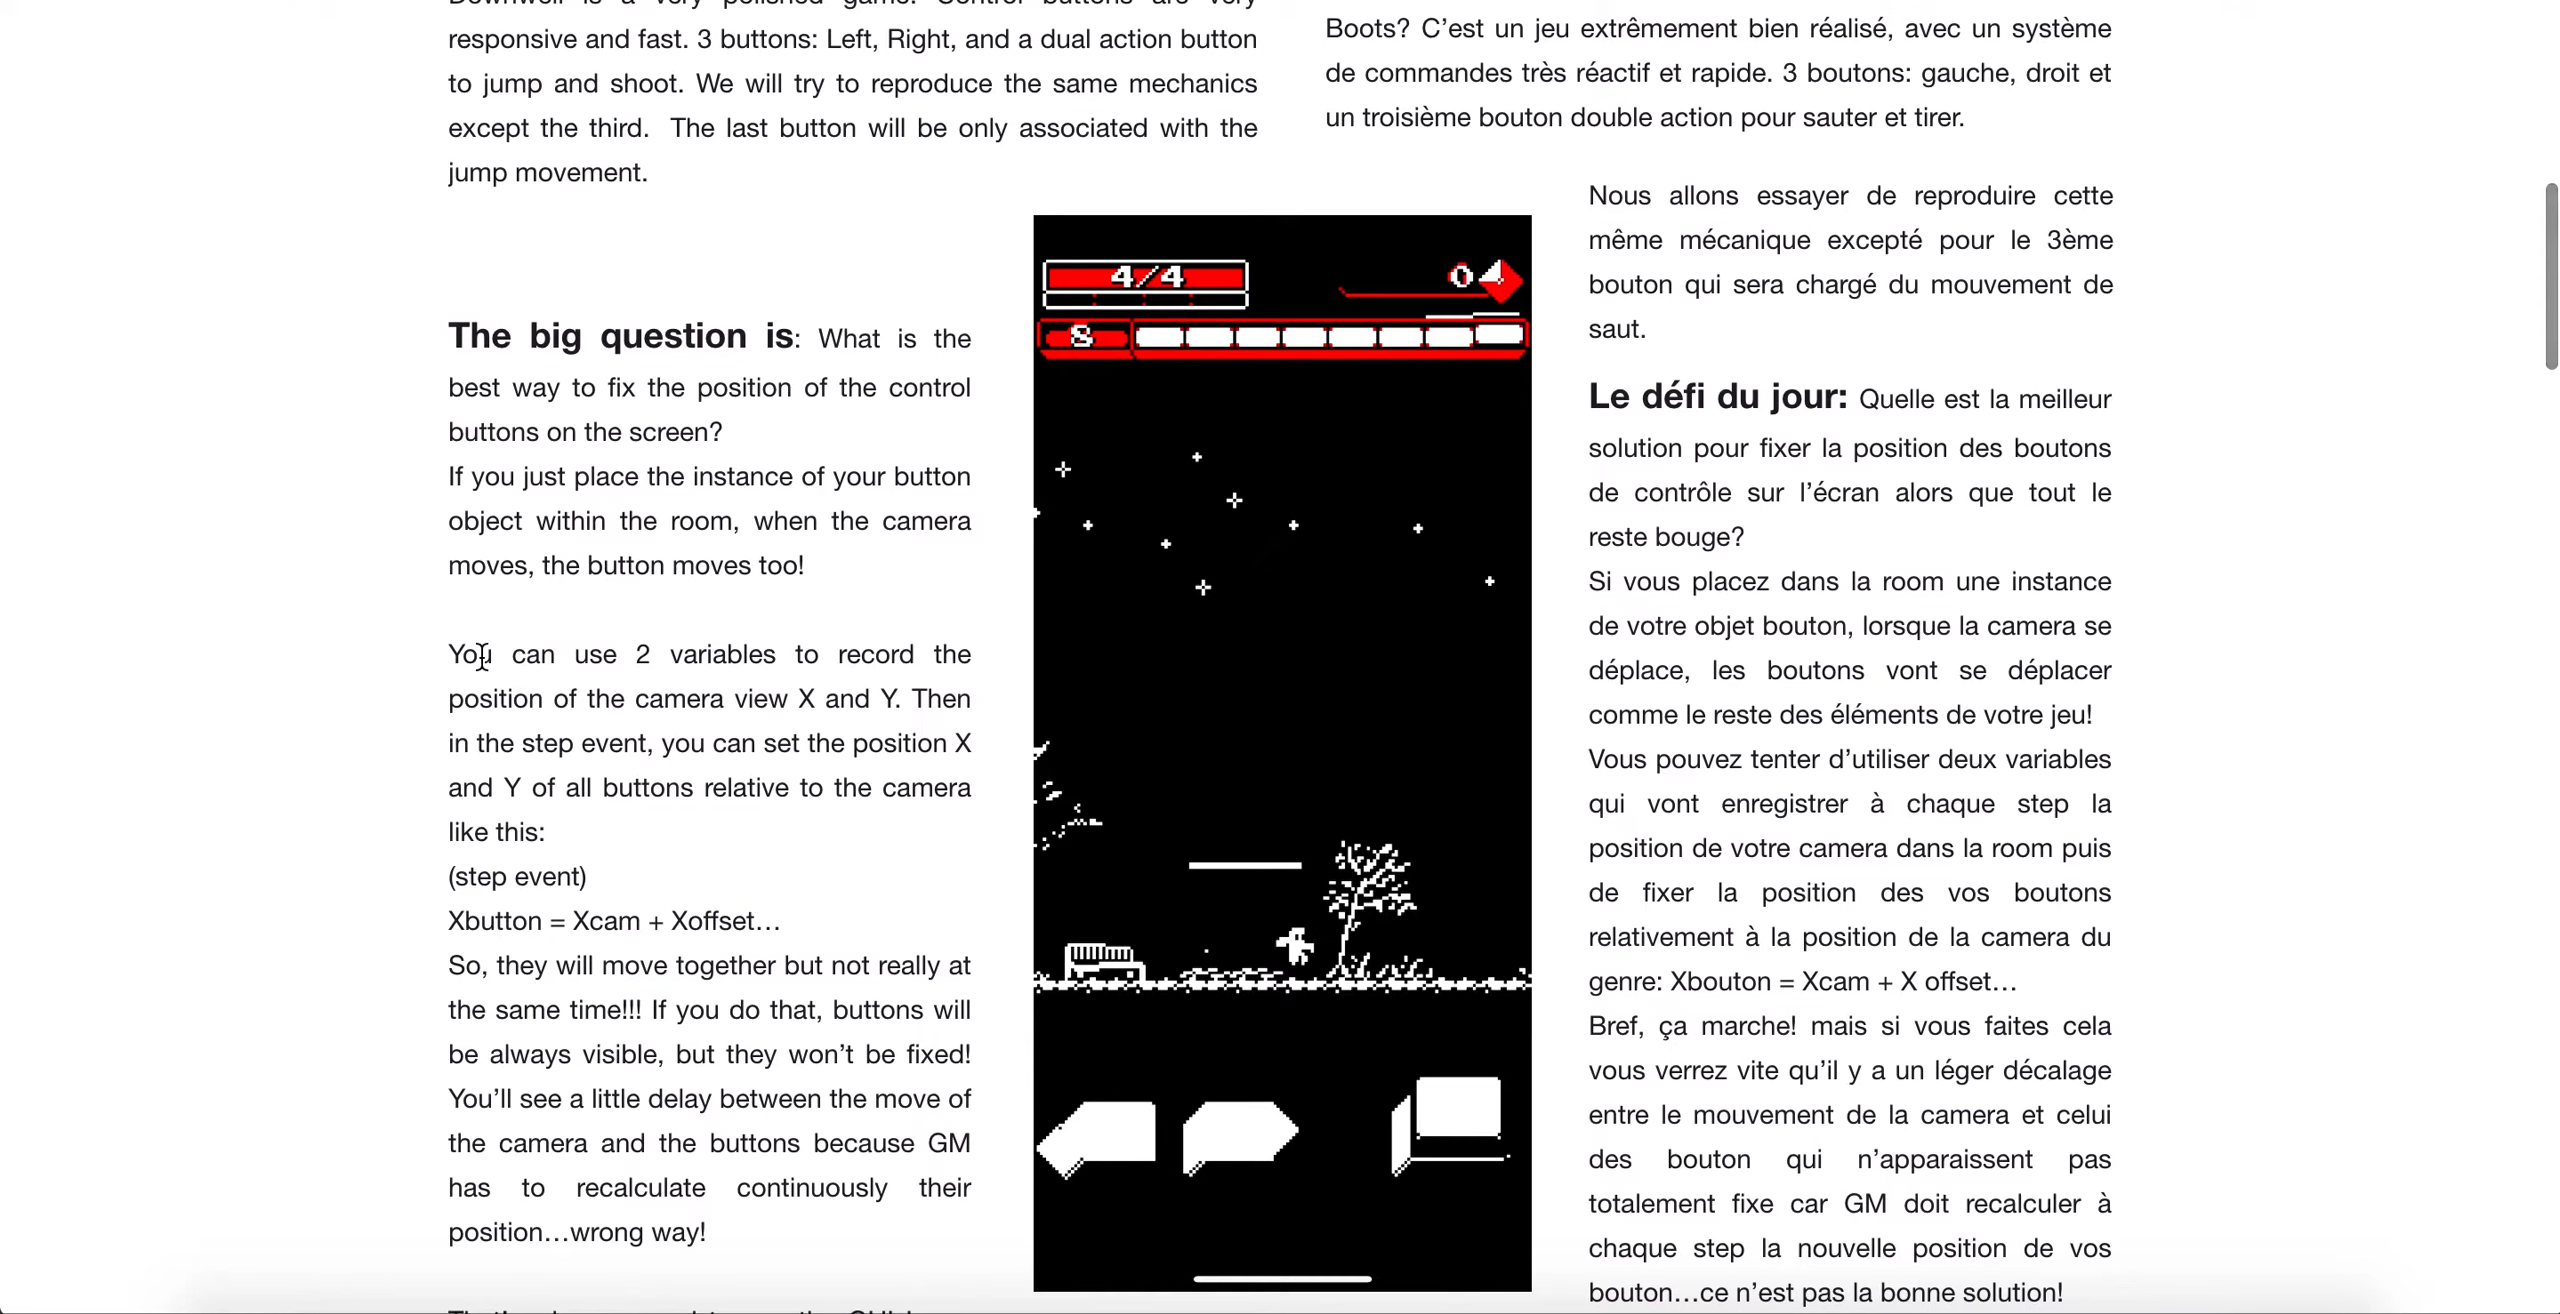 Downwell is a very polished game. Control buttons are very
responsive and fast. 3 buttons: Left, Right, and a dual action button
to jump and shoot. We will try to reproduce the same mechanics
except the third. The last button will be only associated with the
jump movement.
The big question is: What is the
best way to fix the position of the control
buttons on the screen?
If you just place the instance of your button
object within the room, when the camera
moves, the button moves too!
You can use 2 variables to record the
position of the camera view X and Y. Then
in the step event, you can set the position X
and Y of all buttons relative to the camera
like this:
(step event)
Xbutton = Xcam + Xoffset…
So, they will move together but not really at
the same time!!! If you do that, buttons will
be always visible, but they won’t be fixed!
You’ll see a little delay between the move of
the camera and the buttons because GM
has to recalculate continuously their
position…wrong way!
4/4
0
8
Boots? C’est un jeu extrêmement bien réalisé, avec un système
de commandes très réactif et rapide. 3 boutons: gauche, droit et
un troisième bouton double action pour sauter et tirer.
Nous allons essayer de reproduire cette
même mécanique excepté pour le 3ème
bouton qui sera chargé du mouvement de
saut.
Le défi du jour: Quelle est la meilleur
solution pour fixer la position des boutons
de contrôle sur l’écran alors que tout le
reste bouge?
Si vous placez dans la room une instance
de votre objet bouton, lorsque la camera se
déplace, les boutons vont se déplacer
comme le reste des éléments de votre jeu!
Vous pouvez tenter d’utiliser deux variables
qui vont enregistrer à chaque step la
position de votre camera dans la room puis
de fixer la position des vos boutons
relativement à la position de la camera du
genre: Xbouton = Xcam + X offset…
Bref, ça marche! mais si vous faites cela
vous verrez vite qu’il y a un léger décalage
entre le mouvement de la camera et celui
des bouton qui n’apparaissent pas
totalement fixe car GM doit recalculer à
chaque step la nouvelle position de vos
bouton…ce n’est pas la bonne solution!